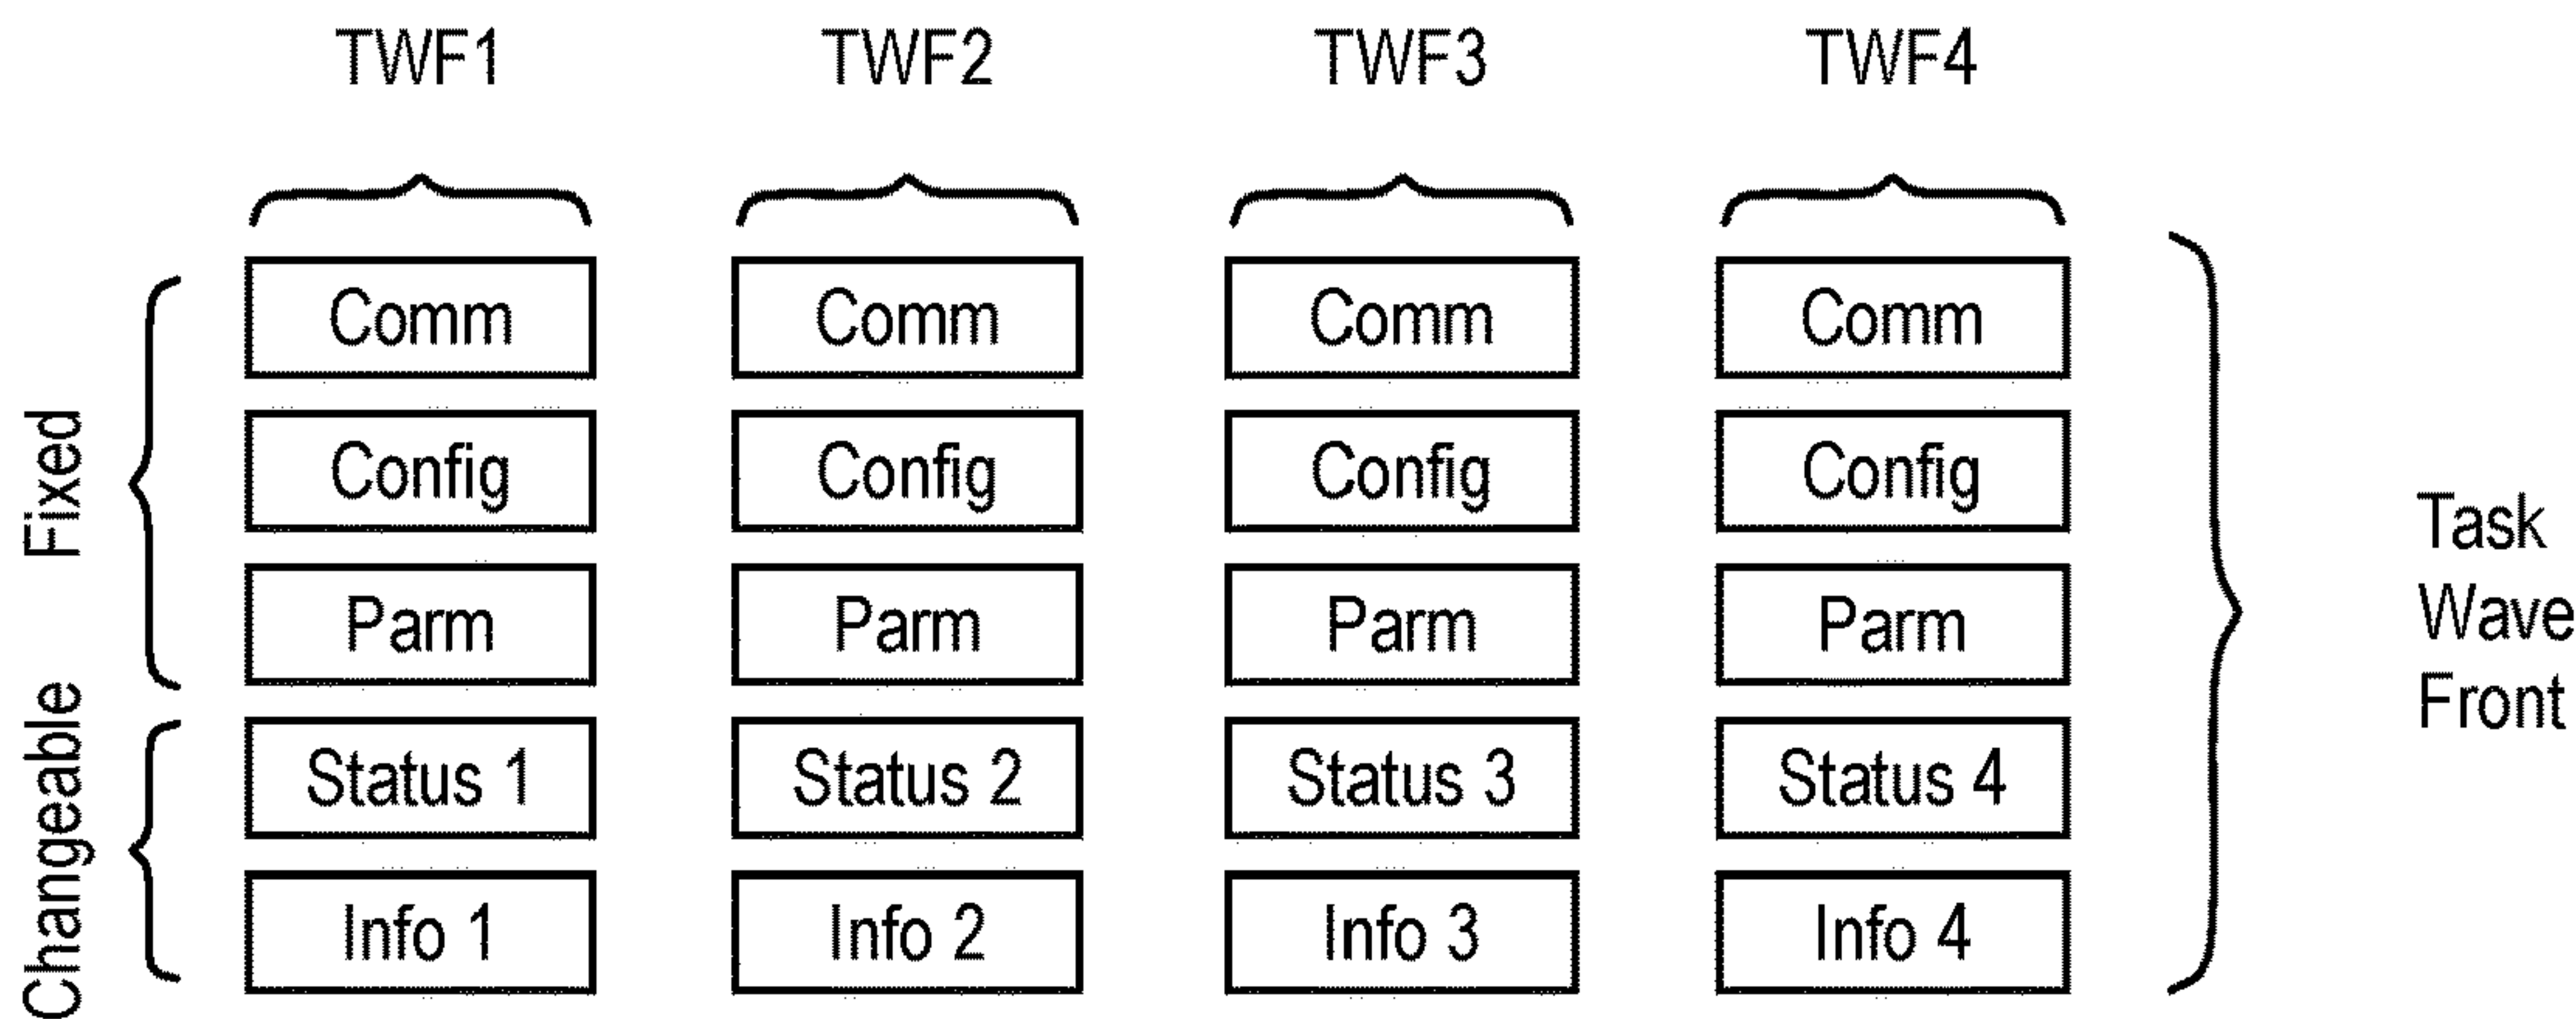 TWF1 TWF2 TWF3 TWF4
Fixed
Comm Comm Comm Comm
Config Config Config Config
Parm Parm Parm Parm
Changeable
Status 1 Status 2 Status 3 Status 4
Info 1 Info 2 Info 3 Info 4
Task
Wave
Front